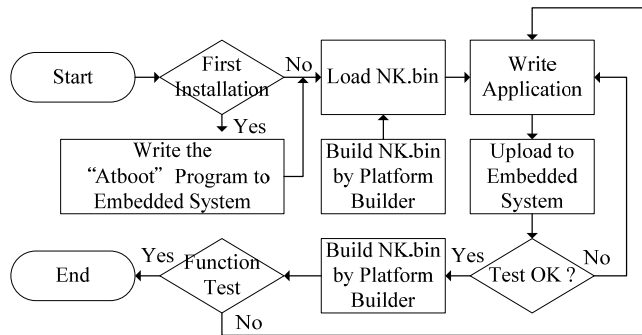 Start
First
Installation
No
Yes
Write the
“Atboot” Program to
Embedded System
Load NK.bin
Build NK.bin
by Platform
Builder
Write
Application
Upload to
Embedded
System
Test OK ?
No
Yes
Build NK.bin
by Platform
Builder
Function
Test
Yes
No
End